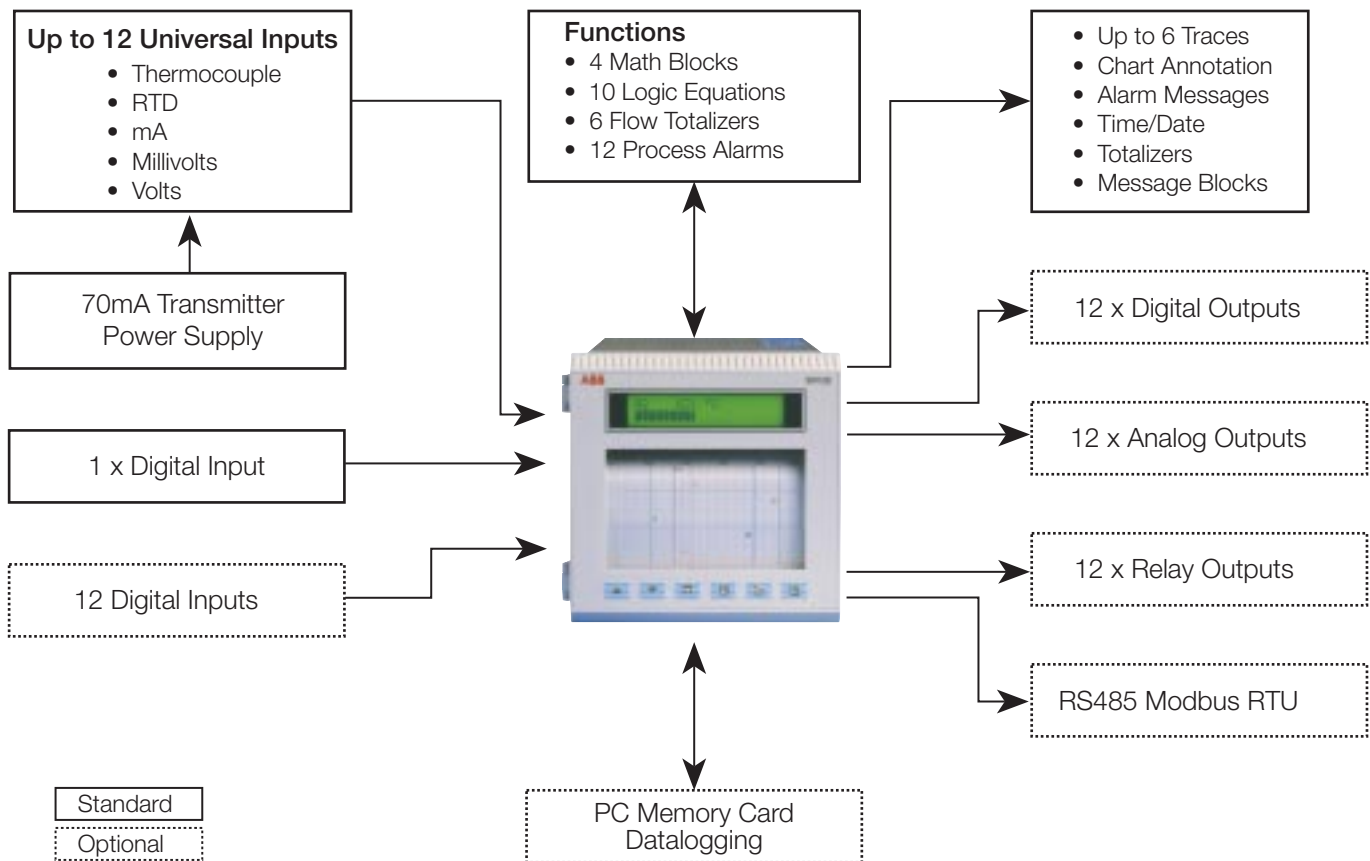 Up to 12 Universal Inputs
• Thermocouple
• RTD
• mA
• Millivolts
• Volts
Functions
• 4 Math Blocks
• 10 Logic Equations
• 6 Flow Totalizers
• 12 Process Alarms
• Up to 6 Traces
• Chart Annotation
• Alarm Messages
• Time/Date
• Totalizers
• Message Blocks
70mA Transmitter
Power Supply
12 x Digital Outputs
ABB
12 x Analog Outputs
1 x Digital Input
12 x Relay Outputs
12 Digital Inputs
RS485 Modbus RTU
Standard
Optional
PC Memory Card
Datalogging